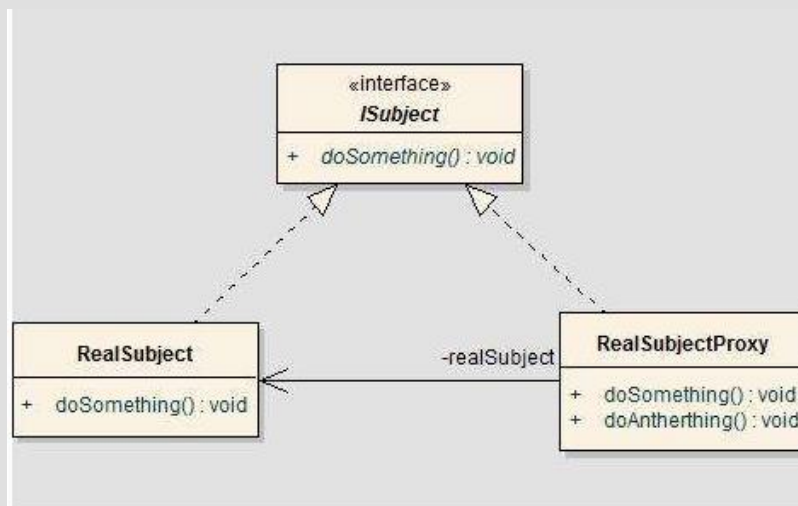 «interface»
ISubject
+ doSomething() : void
RealSubject
+ doSomething() : void
-realSubject
RealSubjectProxy
+ doSomething() : void
+ doAntherthing() : void